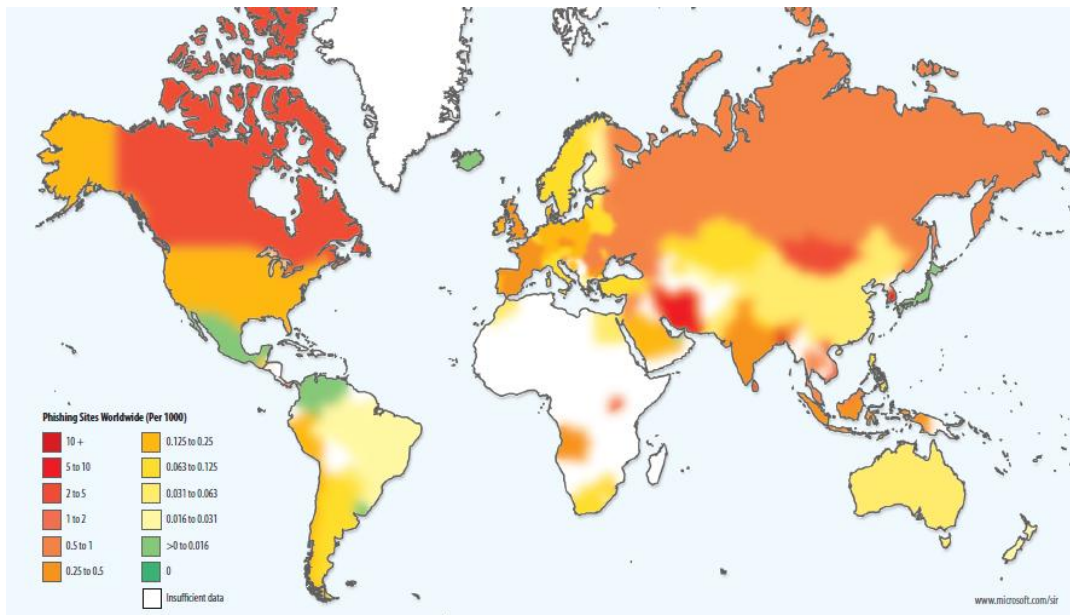 Phishing Sites Worldwide (Per 1000)
10 +
5 to 10
2 to 5
1 to 2
0.5 to 1
0.25 to 0.5
0.125 to 0.25
0.063 to 0.125
0.031 to 0.063
0.016 to 0.031
>0 to 0.016
0
Insufficient data
www.microsoft.com/sir